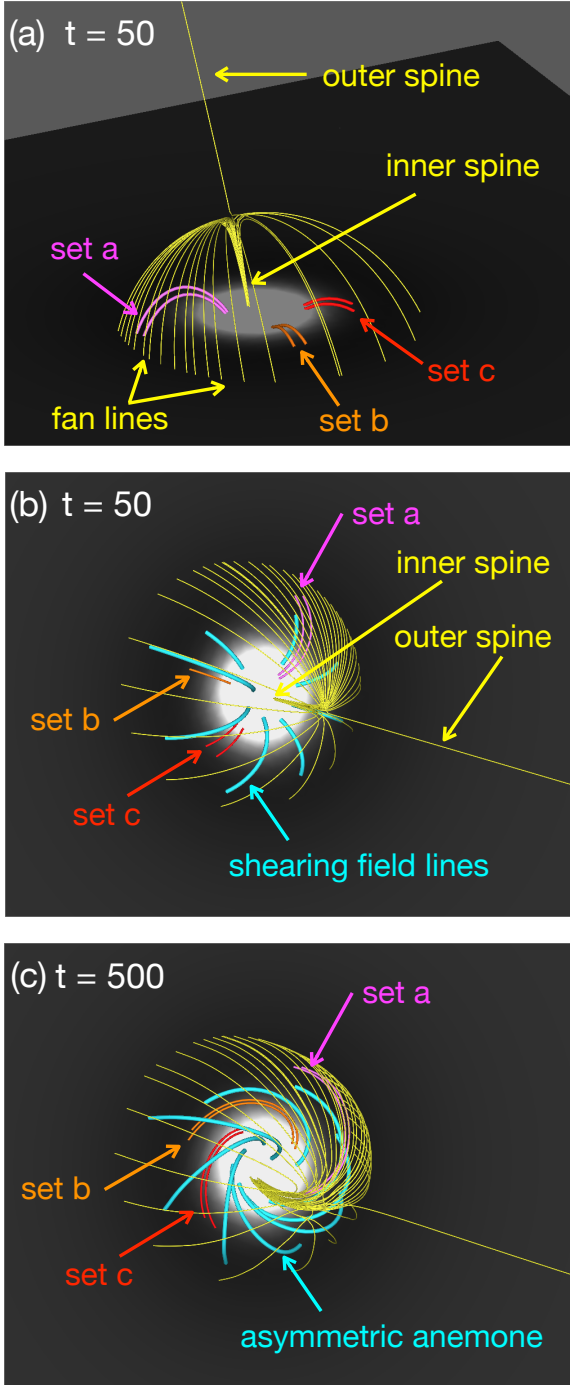 (a) t = 50
outer spine
inner spine
set a
set c
fan lines
set b
(b) t = 50
set a
inner spine
outer spine
set b
set c
shearing field lines
(c) t = 500
set a
set b
set c
asymmetric anemone